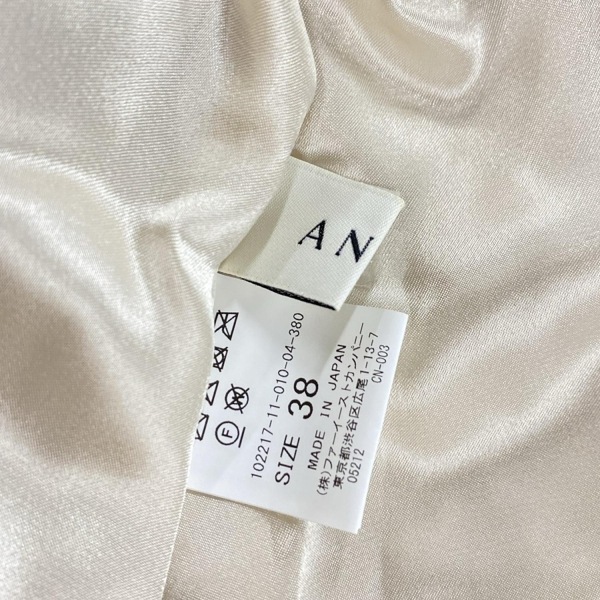 AN
102217-11-010-04-380
SIZE 38
MADE IN JAPAN
(株)ファーイーストカンパニー
東京都渋谷区広尾1-13-7
05212
CN-003
F